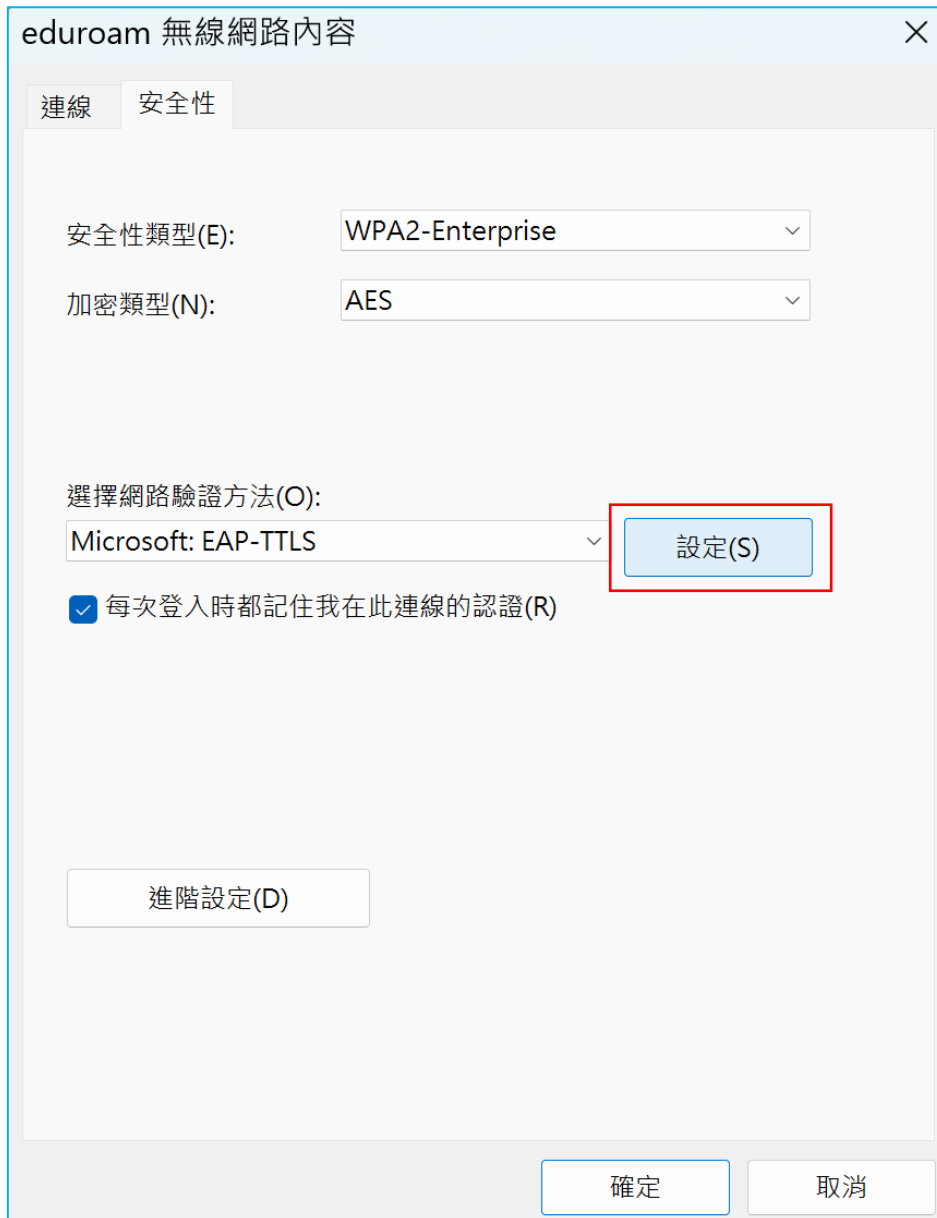 eduroam 無線網路內容
連線 安全性
安全性類型(E): WPA2-Enterprise
加密類型(N): AES
選擇網路驗證方法(O):
Microsoft: EAP-TTLS 設定(S)
每次登入時都記住我在此連線的認證(R)
進階設定(D)
確定 取消